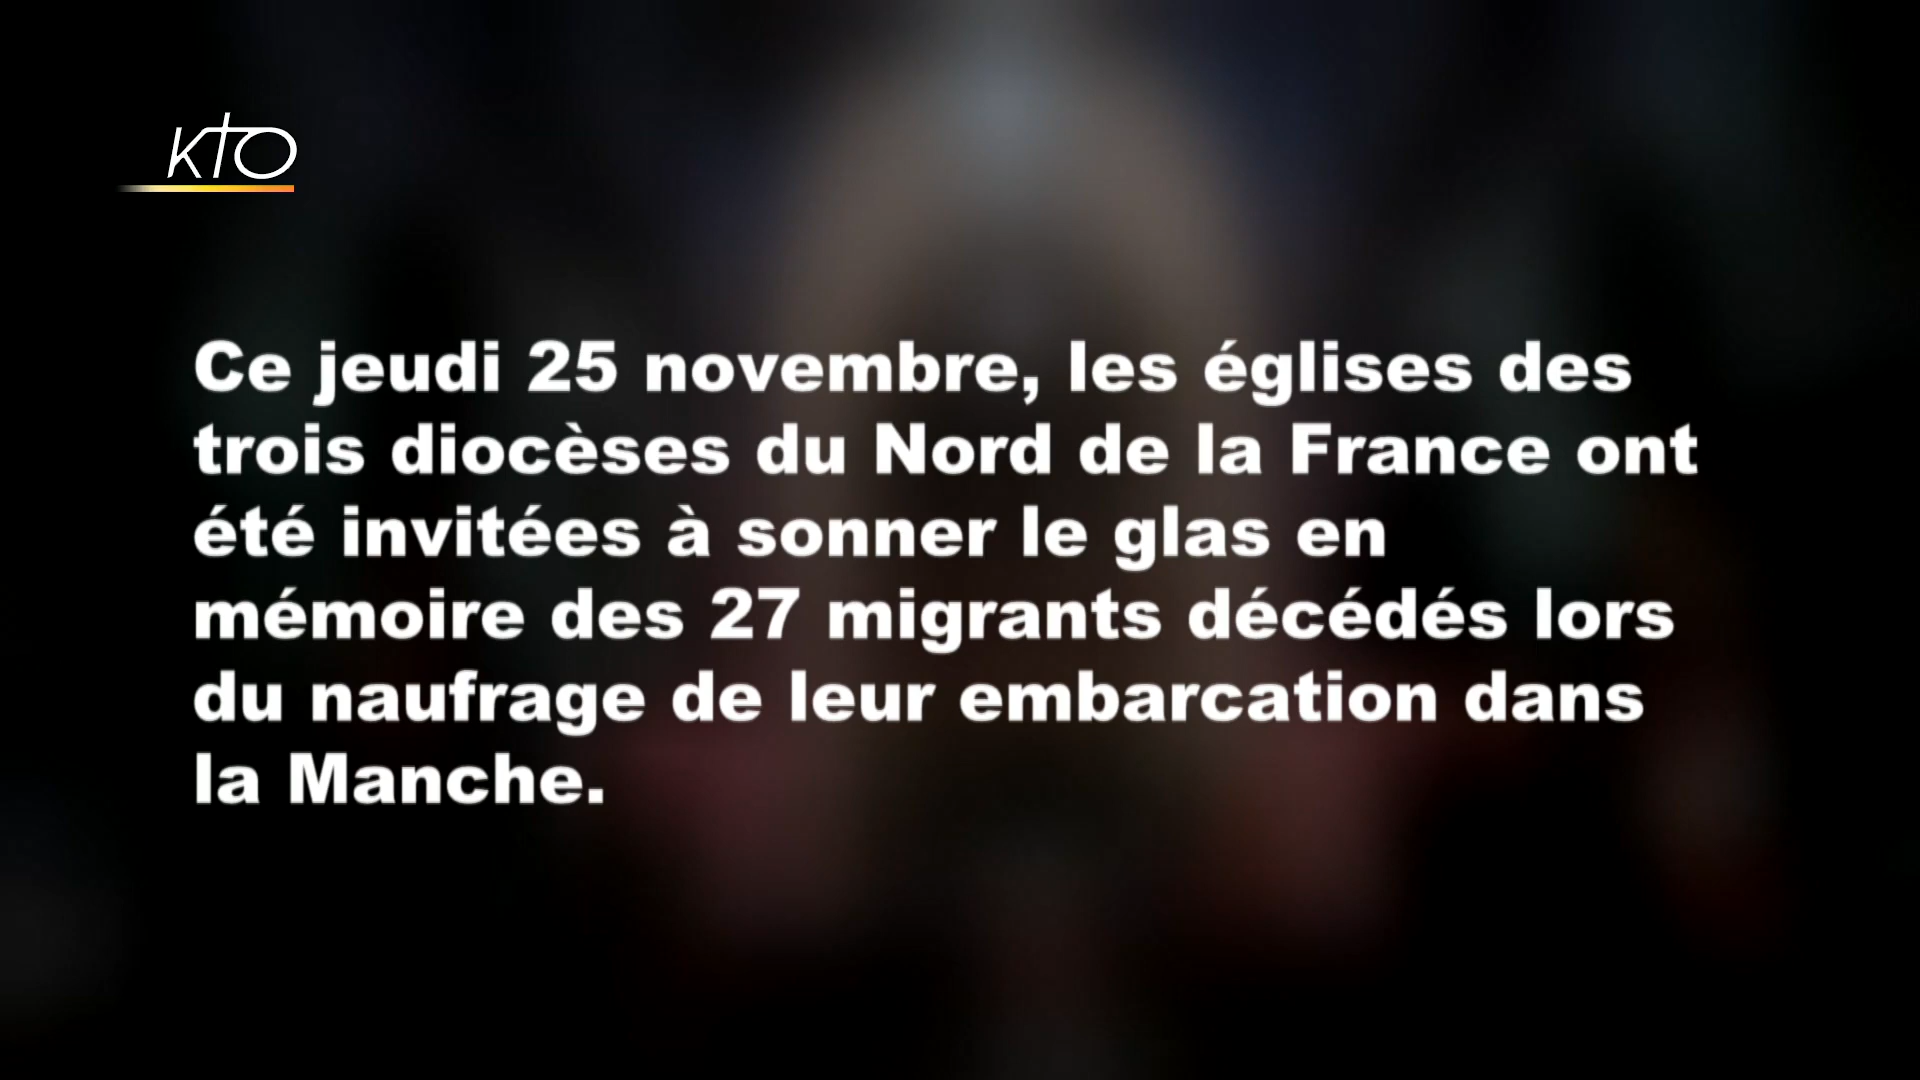 KTO
Ce jeudi 25 novembre, les églises des
trois diocèses du Nord de la France ont
été invitées à sonner le glas en
mémoire des 27 migrants décédés lors
du naufrage de leur embarcation dans
la Manche.